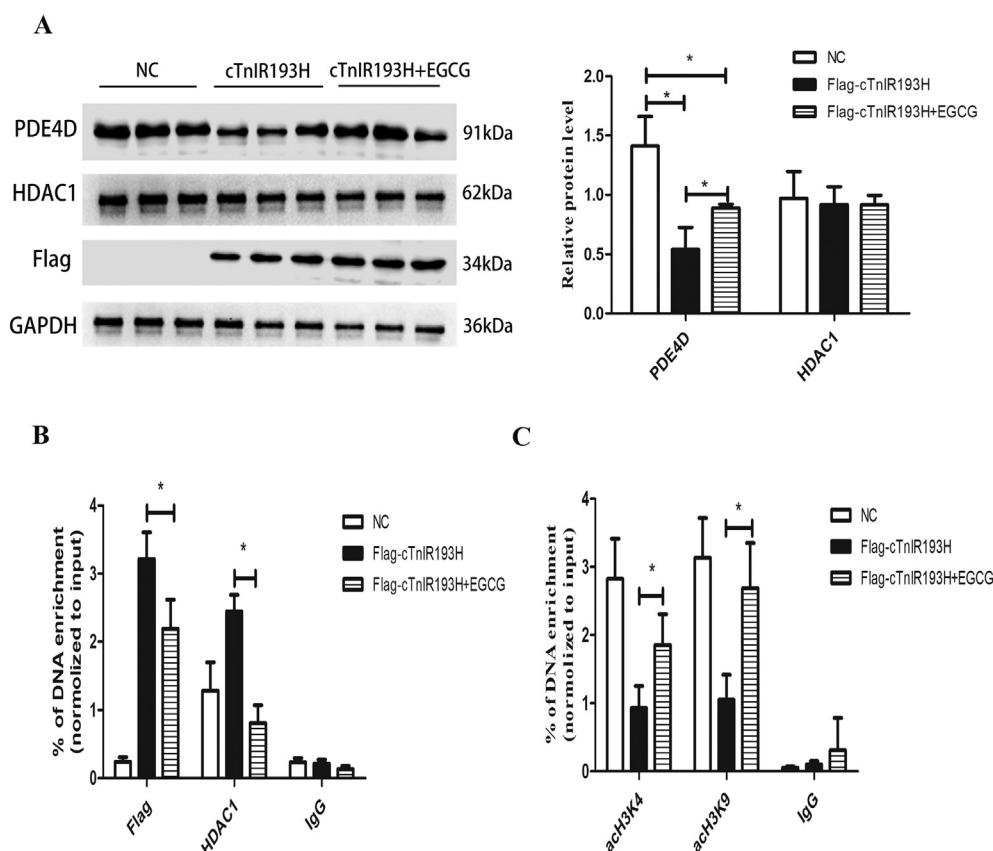 A
NC
cTnIR193H
cTnIR193H+EGCG
PDE4D
91kDa
HDAC1
62kDa
Flag
34kDa
GAPDH
36kDa
NC
Flag-cTnIR193H
Flag-cTnIR193H+EGCG
Relative protein level
2.0
1.5
1.0
0.5
0.0
*
*
*
PDE4D
HDAC1
B
% of DNA enrichment
(normolized to input)
4
3
2
1
0
*
*
NC
Flag-cTnIR193H
Flag-cTnIR193H+EGCG
Flag
HDAC1
IgG
C
% of DNA enrichment
(normolized to input)
4
3
2
1
0
*
*
NC
Flag-cTnIR193H
Flag-cTnIR193H+EGCG
acH3K4
acH3K9
IgG